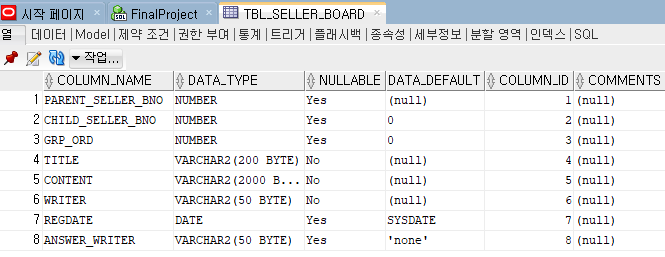 시작 페이지 FinalProject TBL_SELLER_BOARD
열 데이터 | Model | 제약 조건 | 권한 부여 | 통계 | 트리거 | 플래시백 | 종속성 | 세부정보 | 분할 영역 | 인덱스 | SQL
작업...
COLUMN_NAME DATA_TYPE NULLABLE DATA_DEFAULT COLUMN_ID COMMENTS
1 PARENT_SELLER_BNO NUMBER Yes (null) 1 (null)
2 CHILD_SELLER_BNO NUMBER Yes 0 2 (null)
3 GRP_ORD NUMBER Yes 0 3 (null)
4 TITLE VARCHAR2(200 BYTE) No (null) 4 (null)
5 CONTENT VARCHAR2(2000 B... No (null) 5 (null)
6 WRITER VARCHAR2(50 BYTE) No (null) 6 (null)
7 REGDATE DATE Yes SYSDATE 7 (null)
8 ANSWER_WRITER VARCHAR2(50 BYTE) Yes 'none' 8 (null)